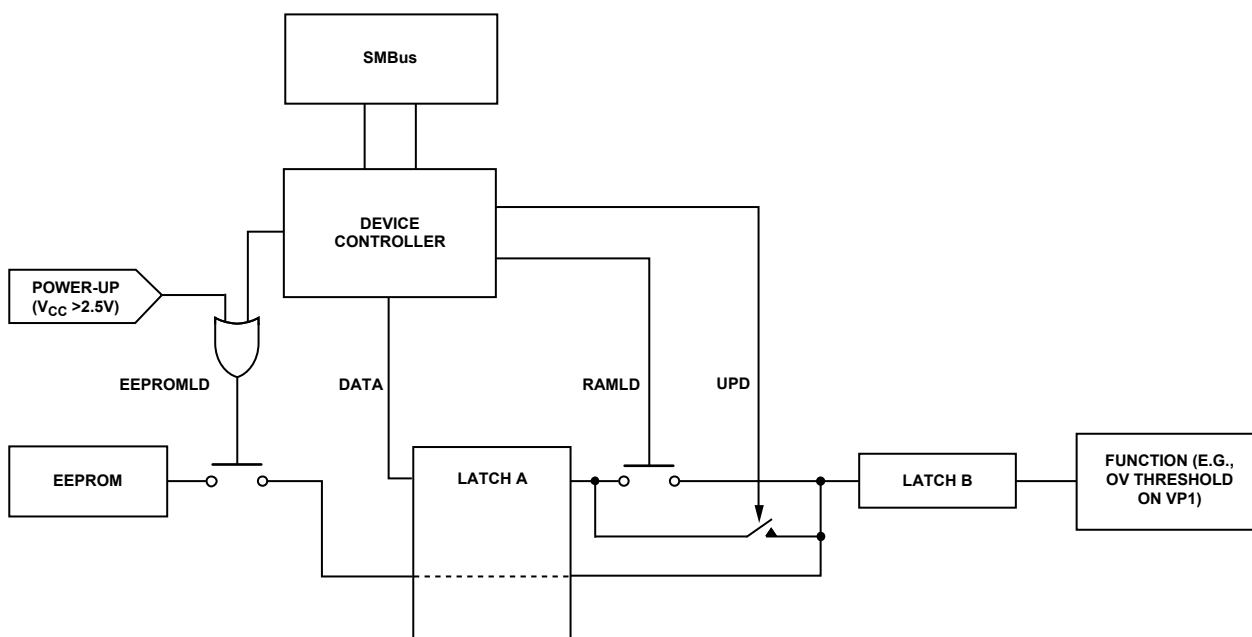 SMBus
DEVICE
CONTROLLER
POWER-UP
(VCC >2.5V)
EEPROMLD
DATA
RAMLD
UPD
EEPROM
LATCH A
LATCH B
FUNCTION (E.G.,
OV THRESHOLD
ON VP1)